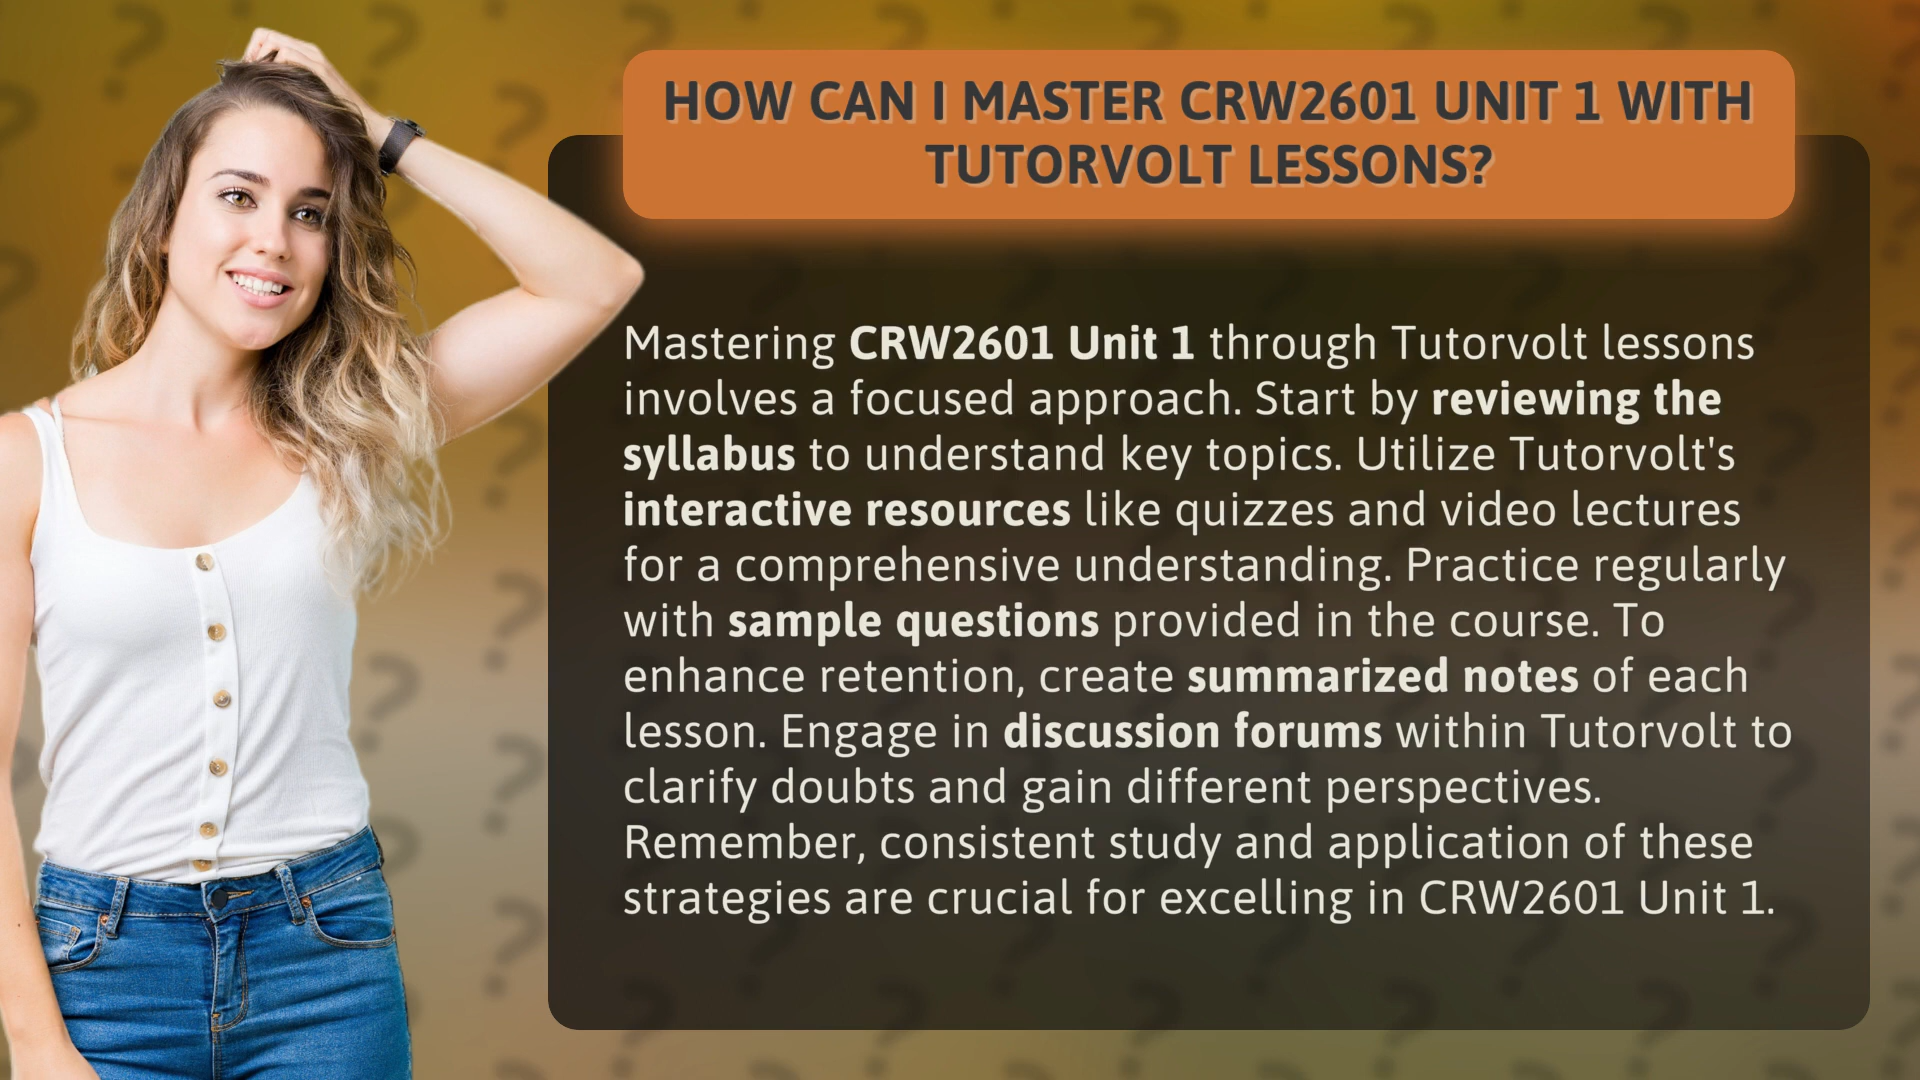 HOW CAN I MASTER CRW2601 UNIT 1 WITH
TUTORVOLT LESSONS?
Mastering CRW2601 Unit 1 through Tutorvolt lessons
involves a focused approach. Start by reviewing the
syllabus to understand key topics. Utilize Tutorvolt's
interactive resources like quizzes and video lectures
for a comprehensive understanding. Practice regularly
with sample questions provided in the course. To
enhance retention, create summarized notes of each
lesson. Engage in discussion forums within Tutorvolt to
clarify doubts and gain different perspectives.
Remember, consistent study and application of these
strategies are crucial for excelling in CRW2601 Unit 1.